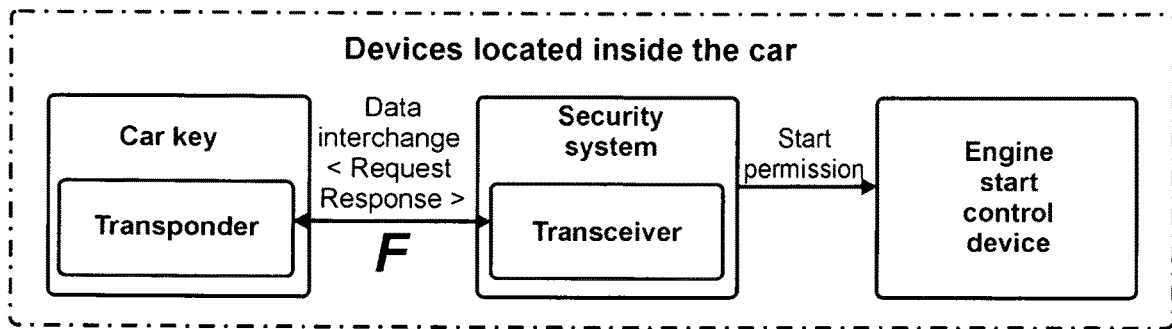 Devices located inside the car
Car key
Transponder
Data
interchange
< Request
Response >
F
Security
system
Transceiver
Start
permission
Engine
start
control
device